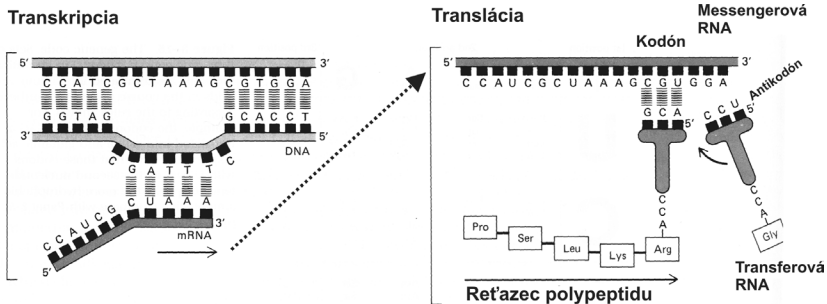 Transkripcia
5′ 3′
C C A T C G C T A A A G C G T G G A
G G T A G G C A C C T
3′ 5′
C G A T T T C
DNA
C C A U C G C U A A A
3′
mRNA
5′
Translácia
Messengerová
RNA
Kodón
5′ 3′
C C A U C G C U A A A G C G U G G A
G C A
5′
C C U
5′
Antikodón
C C A
C C A
Pro
Ser
Leu
Lys
Arg
Gly
Transferová
RNA
Reťazec polypeptidu